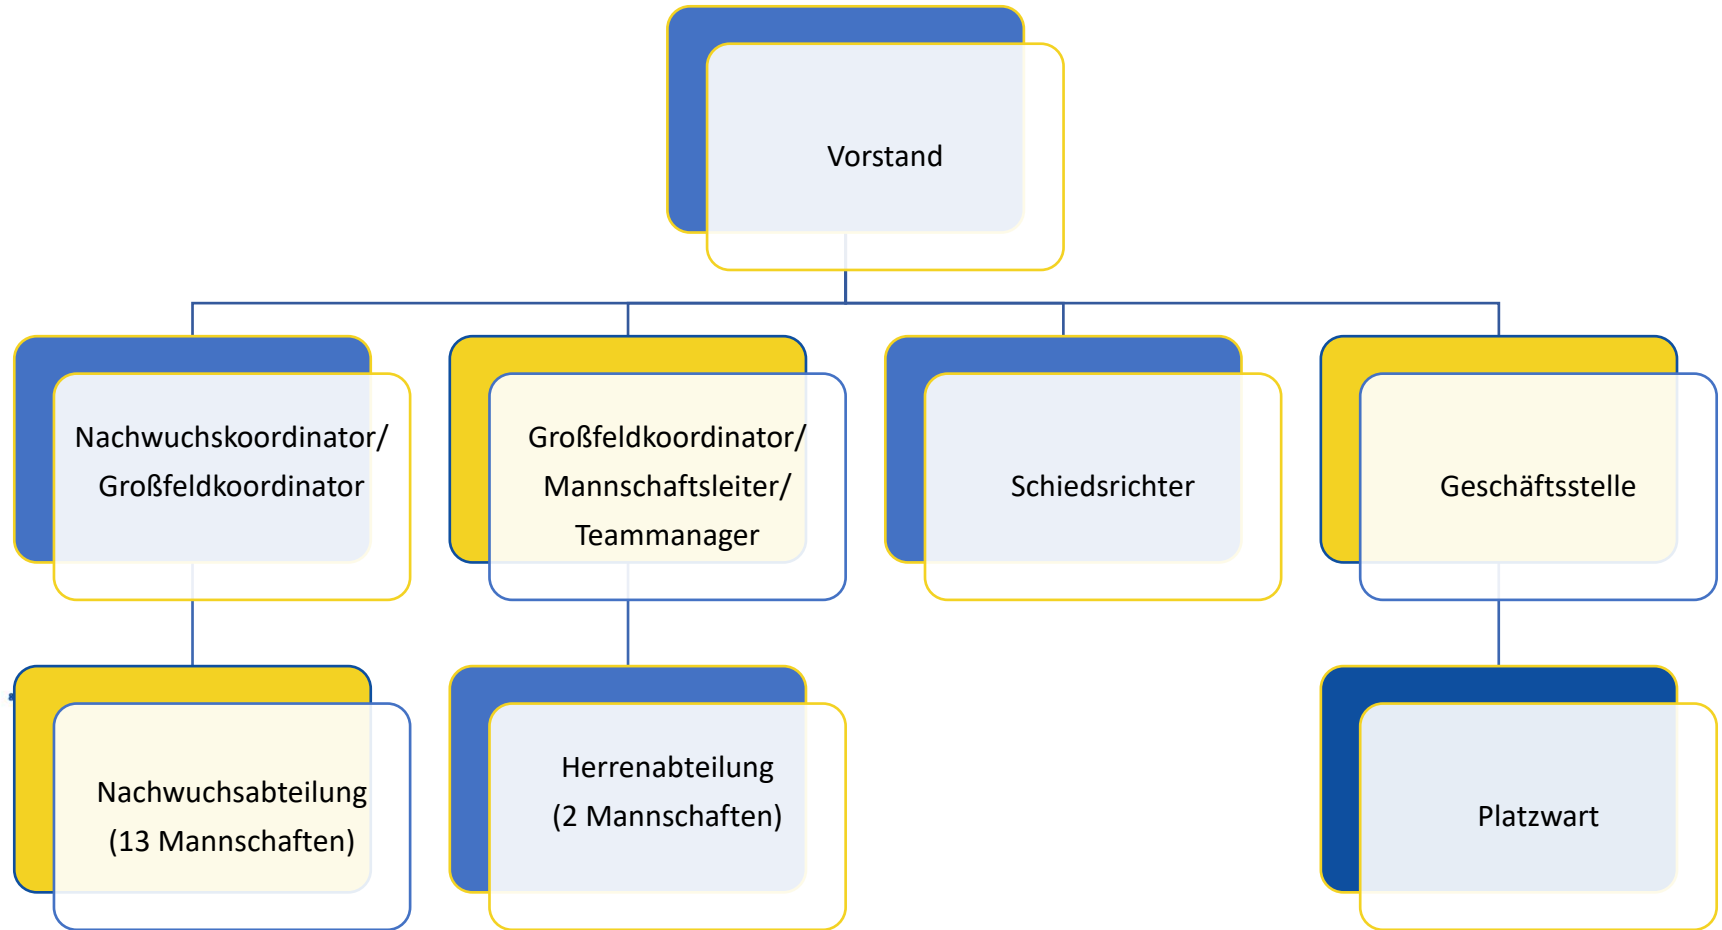 Vorstand
Nachwuchskoordinator/
Großfeldkoordinator
Großfeldkoordinator/
Mannschaftsleiter/
Teammanager
Schiedsrichter
Geschäftsstelle
Nachwuchsabteilung
(13 Mannschaften)
Herrenabteilung
(2 Mannschaften)
Platzwart